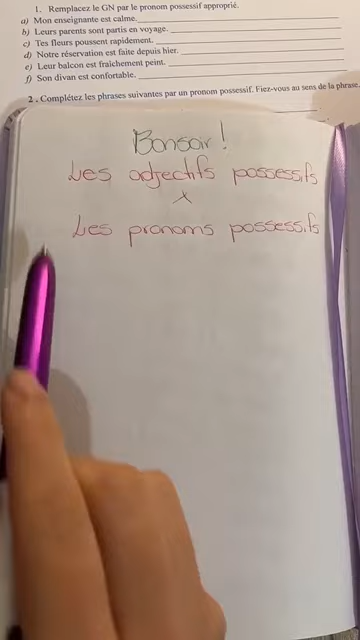 1. Remplacez le GN par le pronom possessif approprié.
a) Mon enseignante est calme.
b) Leurs parents sont partis en voyage.
c) Tes fleurs poussent rapidement.
d) Notre réservation est faite depuis hier.
e) Leur balcon est fraîchement peint.
f) Son divan est confortable.
2. Complétez les phrases suivantes par un pronom possessif. Fiez-vous au sens de la phrase.
Bonsoir!
Les adjectifs possessifs
x
Les pronoms possessifs